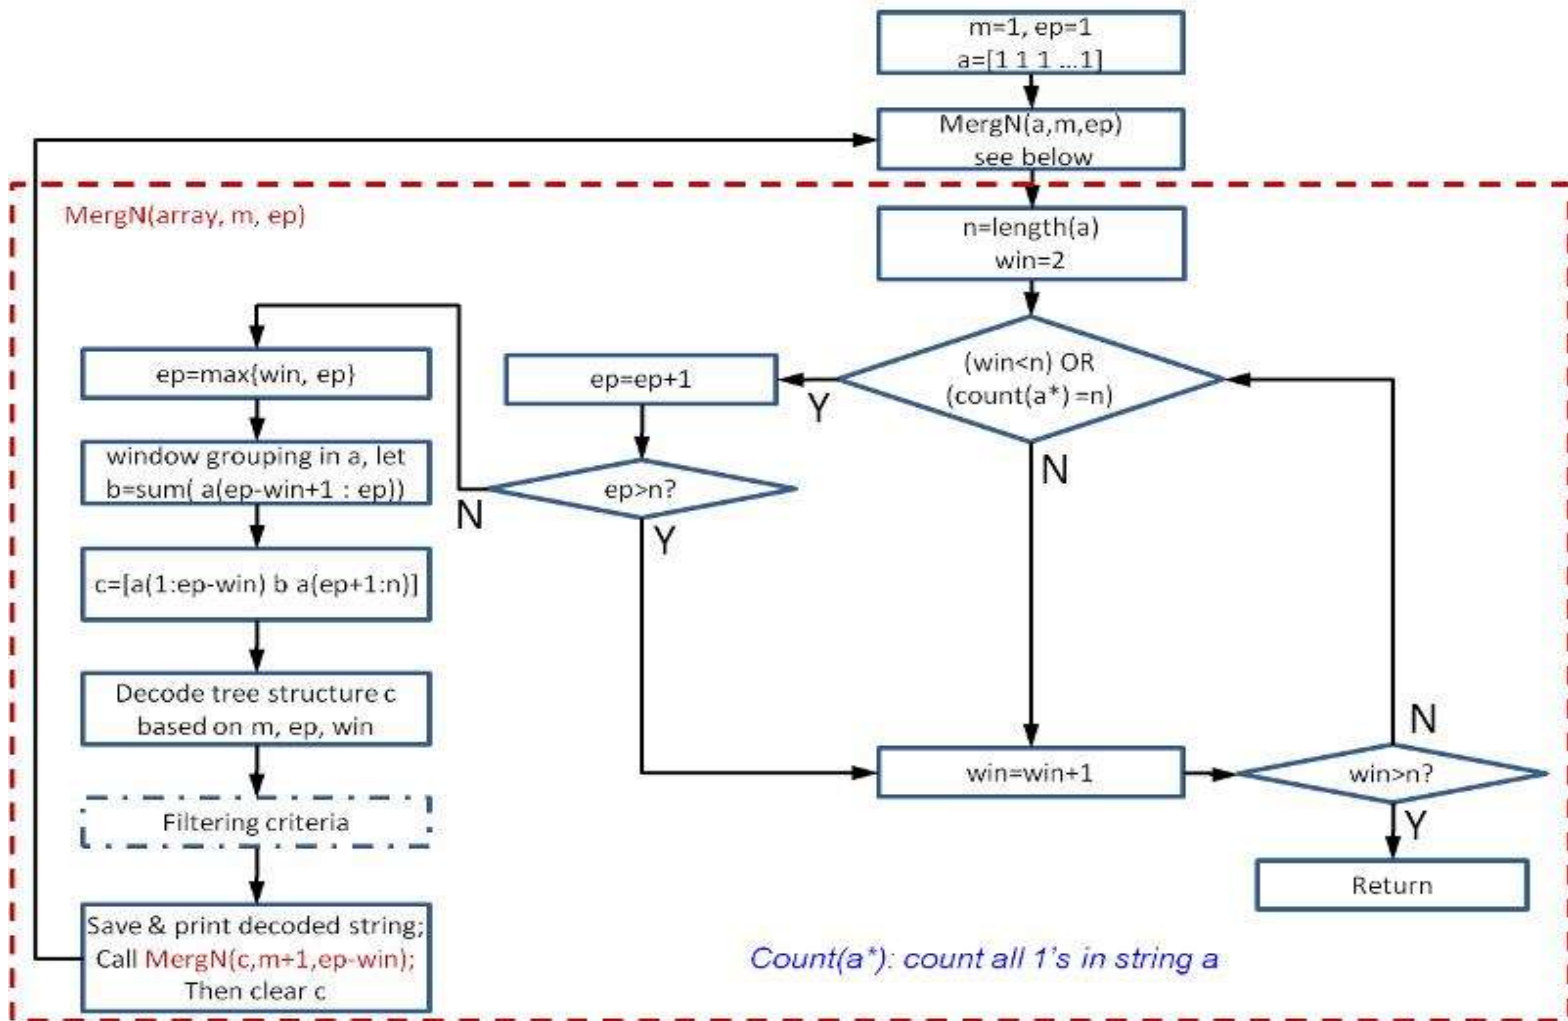 m=1, ep=1
a=[1 1 1 ...1]
MergN(a,m,ep)
see below
MergN(array, m, ep)
n=length(a)
win=2
(win<n) OR
(count(a*) =n)
Y
N
ep=ep+1
ep>n?
N
Y
ep=max{win, ep}
window grouping in a, let
b=sum( a(ep-win+1 : ep))
c=[a(1:ep-win) b a(ep+1:n)]
Decode tree structure c
based on m, ep, win
Filtering criteria
Save & print decoded string;
Call MergN(c,m+1,ep-win);
Then clear c
win=win+1
win>n?
N
Y
Return
Count(a*): count all 1's in string a